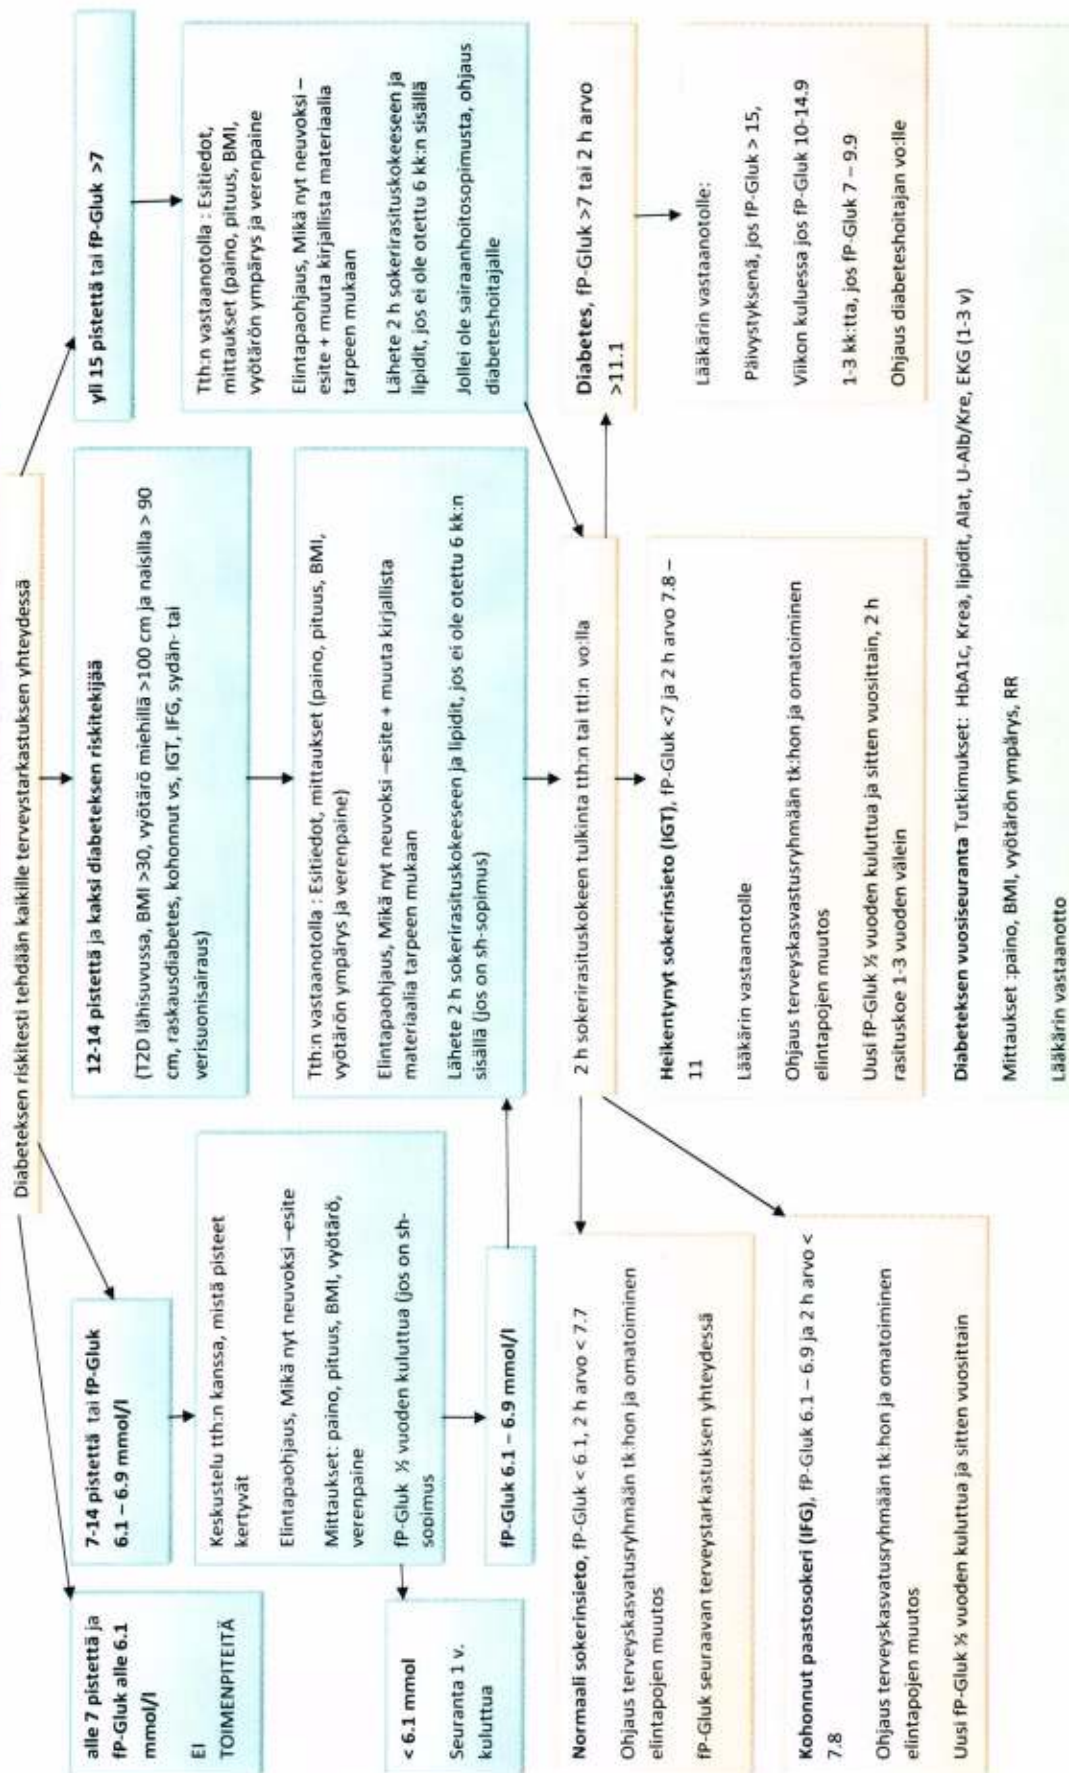 Diabeteksen riskitesti tehdään kaikille terveystarkastuksen yhteydessä
alle 7 pistettä ja
fP-Gluk alle 6.1
mmol/l
EI
TOIMENPITEITÄ
7-14 pistettä tai fP-Gluk
6.1 – 6.9 mmol/l
12-14 pistettä ja kaksi diabeteksen riskitekijää
(T2D lähisuvussa, BMI >30, vyötärö miehillä >100 cm ja naisilla > 90
cm, raskausdiabetes, kohonnut vs, IGT, IFG, sydän- tai
verisuonisairaus)
yli 15 pistettä tai fP-Gluk >7
Keskustelu tth:n kanssa, mistä pisteet
kertyvät
Elintapaohjaus, Mikä nyt neuvoksi –esite
Mittaukset: paino, pituus, BMI, vyötärö,
verenpaine
fP-Gluk ½ vuoden kuluttua (jos on sh-
sopimus
Tth:n vastaanotolla : Esitiedot, mittaukset (paino, pituus, BMI,
vyötärön ympärys ja verenpaine)
Elintapaohjaus, Mikä nyt neuvoksi –esite + muuta kirjallista
materiaalia tarpeen mukaan
Lähete 2 h sokerirasituskokeeseen ja lipidit, jos ei ole otettu 6 kk:n
sisällä (jos on sh-sopimus)
Tth:n vastaanotolla : Esitiedot,
mittaukset (paino, pituus, BMI,
vyötärön ympärys ja verenpaine
Elintapaohjaus, Mikä nyt neuvoksi –
esite + muuta kirjallista materiaalia
tarpeen mukaan
Lähete 2 h sokerirasituskokeeseen ja
lipidit, jos ei ole otettu 6 kk:n sisällä
Jollei ole sairaanhoitosopimusta, ohjaus
diabeteshoitajalle
< 6.1 mmol
Seuranta 1 v.
kuluttua
fP-Gluk 6.1 – 6.9 mmol/l
2 h sokerirasituskokeen tulkinta tth:n tai ttl:n vo:lla
Normaali sokerinsieto, fP-Gluk < 6.1, 2 h arvo < 7.7
Ohjaus terveyskasvatusryhmään tk:hon ja omatoiminen
elintapojen muutos
fP-Gluk seuraavan terveystarkastuksen yhteydessä
Heikentynyt sokerinsieto (IGT), fP-Gluk <7 ja 2 h arvo 7.8 –
11
Lääkärin vastaanotolle
Ohjaus terveyskasvastusryhmään tk:hon ja omatoiminen
elintapojen muutos
Uusi fP-Gluk ½ vuoden kuluttua ja sitten vuosittain, 2 h
rasituskoe 1-3 vuoden välein
Diabetes, fP-Gluk >7 tai 2 h arvo
>11.1
Lääkärin vastaanotolle:
Päivystyksenä, jos fP-Gluk > 15,
Viikon kuluessa jos fP-Gluk 10-14.9
1-3 kk:tta, jos fP-Gluk 7 – 9.9
Ohjaus diabeteshoitajan vo:lle
Kohonnut paastosokeri (IFG), fP-Gluk 6.1 – 6.9 ja 2 h arvo <
7.8
Ohjaus terveyskasvatusryhmään tk:hon ja omatoiminen
elintapojen muutos
Uusi fP-Gluk ½ vuoden kuluttua ja sitten vuosittain
Diabeteksen vuosiseuranta Tutkimukset: HbA1c, Krea, lipidit, Alat, U-Alb/Kre, EKG (1-3 v)
Mittaukset :paino, BMI, vyötärön ympärys, RR
Lääkärin vastaanotto